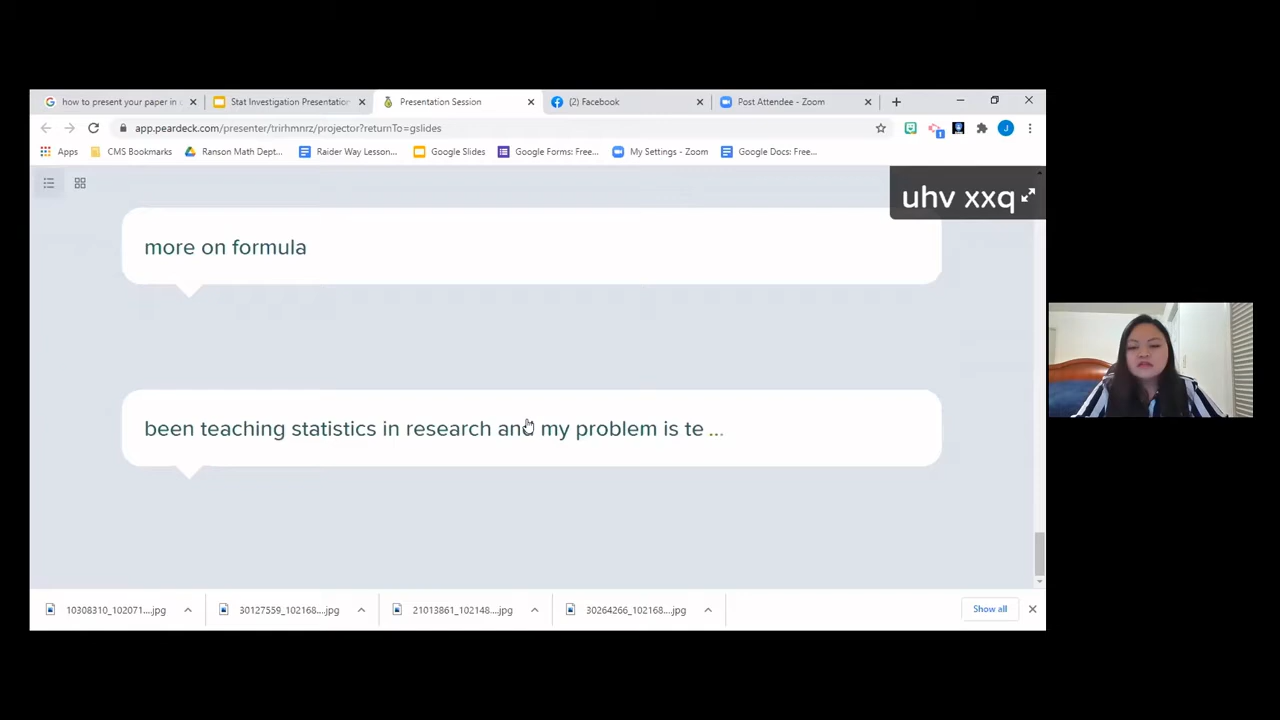 how to present your paper in
Stat Investigation Presentation
Presentation Session
(2) Facebook
Post Attendee - Zoom
app.peardeck.com/presenter/trirhmnrz/projector?returnTo=gslides
1
J
Apps
CMS Bookmarks
Ranson Math Dept...
Raider Way Lesson...
Google Slides
Google Forms: Free...
My Settings - Zoom
Google Docs: Free...
uhv xxq
more on formula
been teaching statistics in research and my problem is te ...
10308310_102071....jpg
30127559_102168....jpg
21013861_102148....jpg
30264266_102168....jpg
Show all